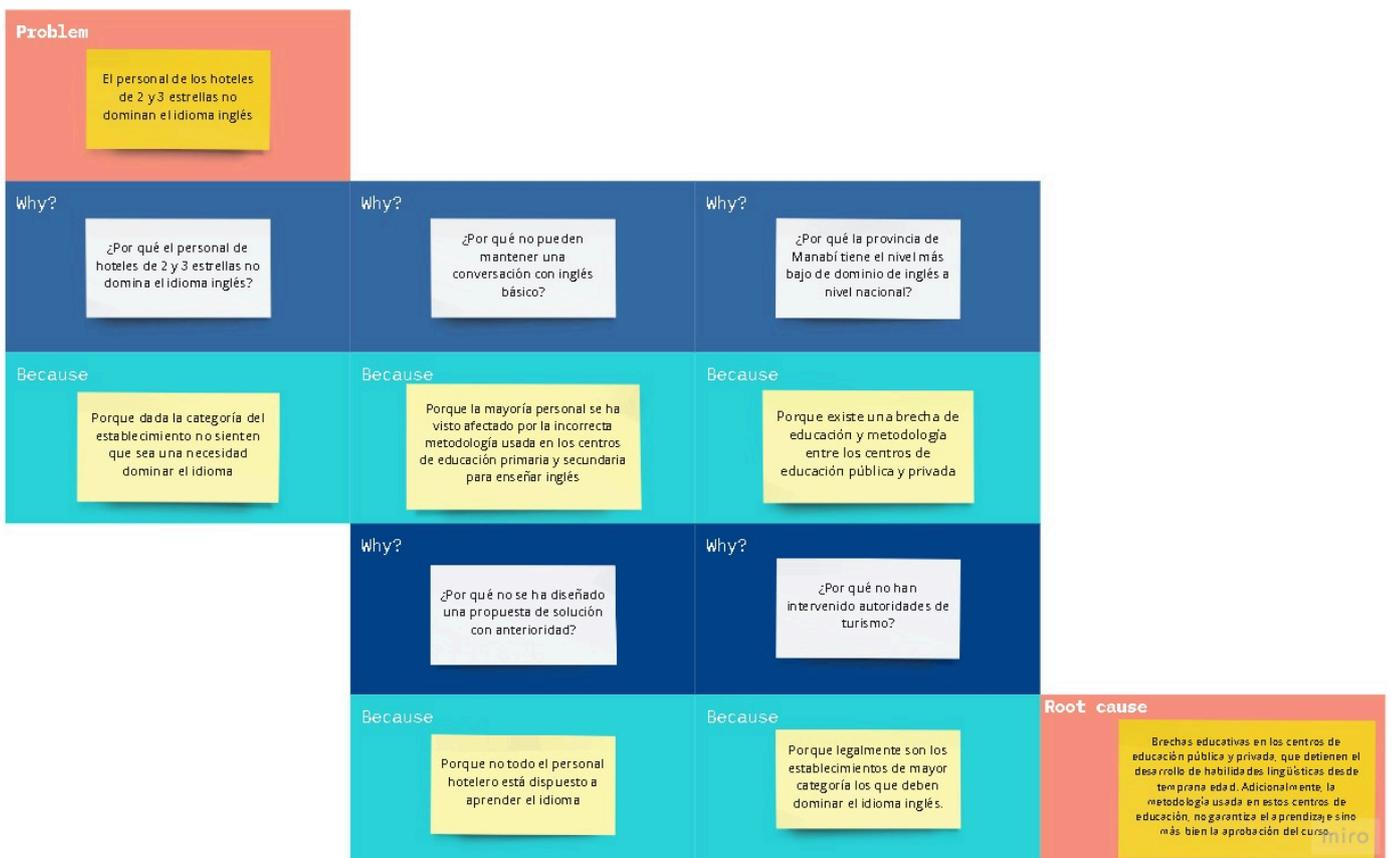 Problem
El personal de los hoteles
de 2 y 3 estrellas no
dominan el idioma inglés
Why?
¿Por qué el personal de
hoteles de 2 y 3 estrellas no
domina el idioma inglés?
Why?
¿Por qué no pueden
mantener una
conversación con inglés
básico?
Why?
¿Por qué la provincia de
Manabí tiene el nivel más
bajo de dominio de inglés a
nivel nacional?
Because
Porque dada la categoría del
establecimiento no sienten
que sea una necesidad
dominar el idioma
Because
Porque la mayoría personal se ha
visto afectado por la incorrecta
metodología usada en los centros
de educación primaria y secundaria
para enseñar inglés
Because
Porque existe una brecha de
educación y metodología
entre los centros de
educación pública y privada
Why?
¿Por qué no se ha diseñado
una propuesta de solución
con anterioridad?
Why?
¿Por qué no han
intervenido autoridades de
turismo?
Because
Porque no todo el personal
hotelero está dispuesto a
aprender el idioma
Because
Porque legalmente son los
establecimientos de mayor
categoría los que deben
dominar el idioma inglés.
Root cause
Brechas educativas en los centros de
educación pública y privada, que detienen el
desarrollo de habilidades lingüísticas desde
temprana edad. Adicionalmente, la
metodología usada en estos centros de
educación, no garantiza el aprendizaje sino
más bien la aprobación del curso.
miro